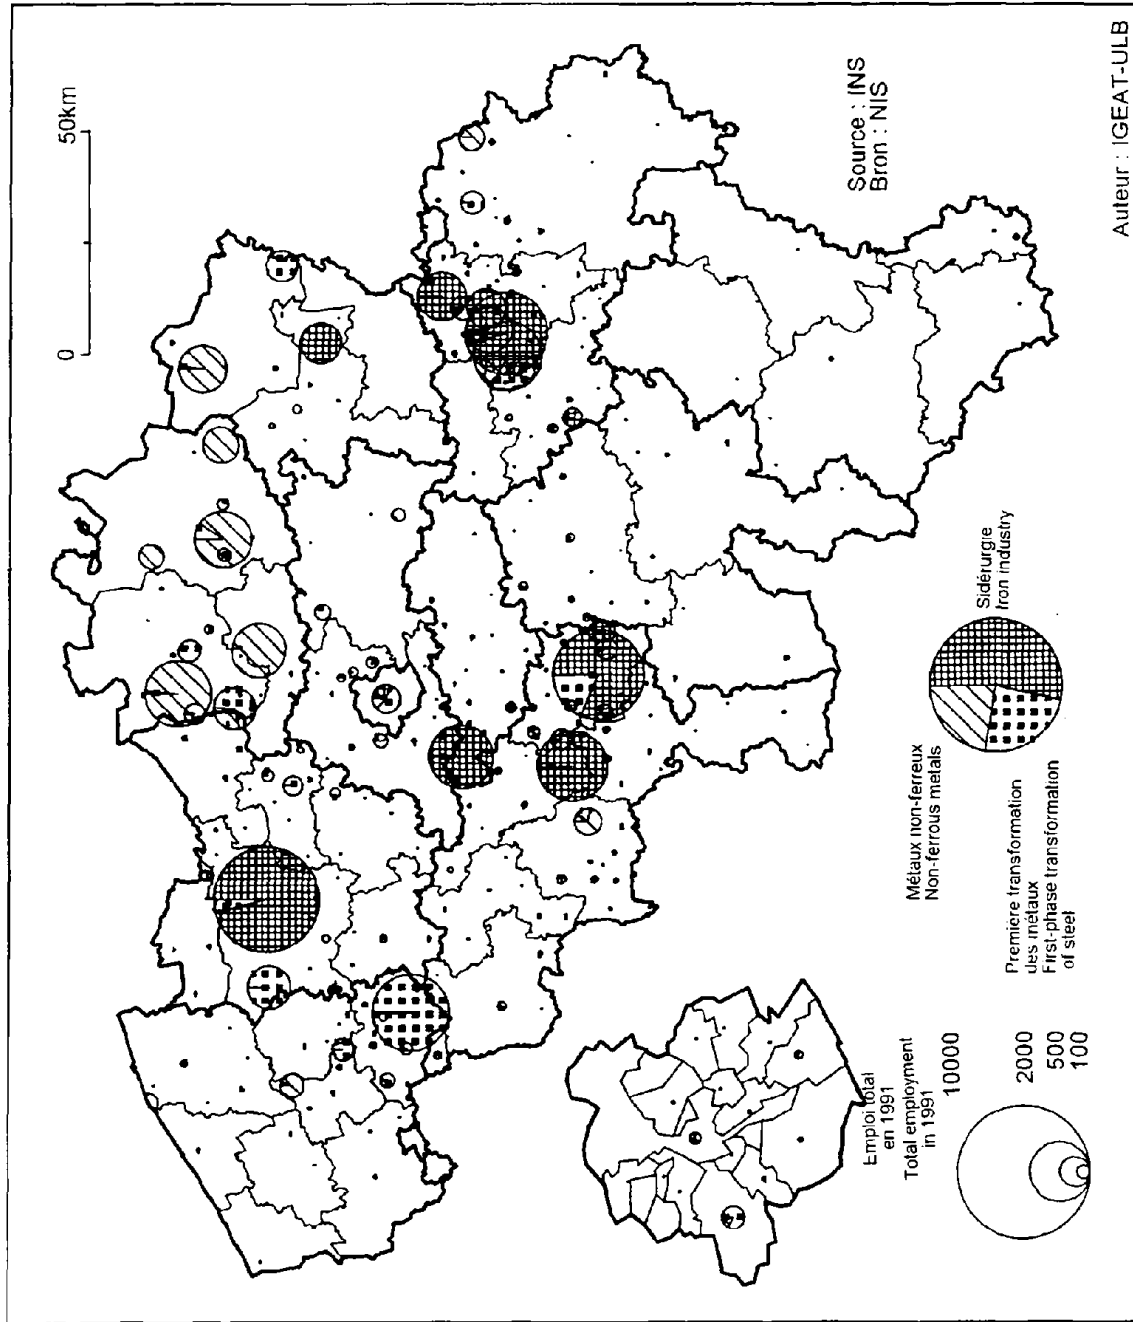 0 50km
Source : INS
Bron : NIS
Auteur : IGEAT-ULB
Emploi total
en 1991
Total employment
in 1991
10000
2000
500
100
Métaux non-ferreux
Non-ferrous metals
Première transformation
des métaux
First-phase transformation
of steel
Sidérurgie
Iron industry